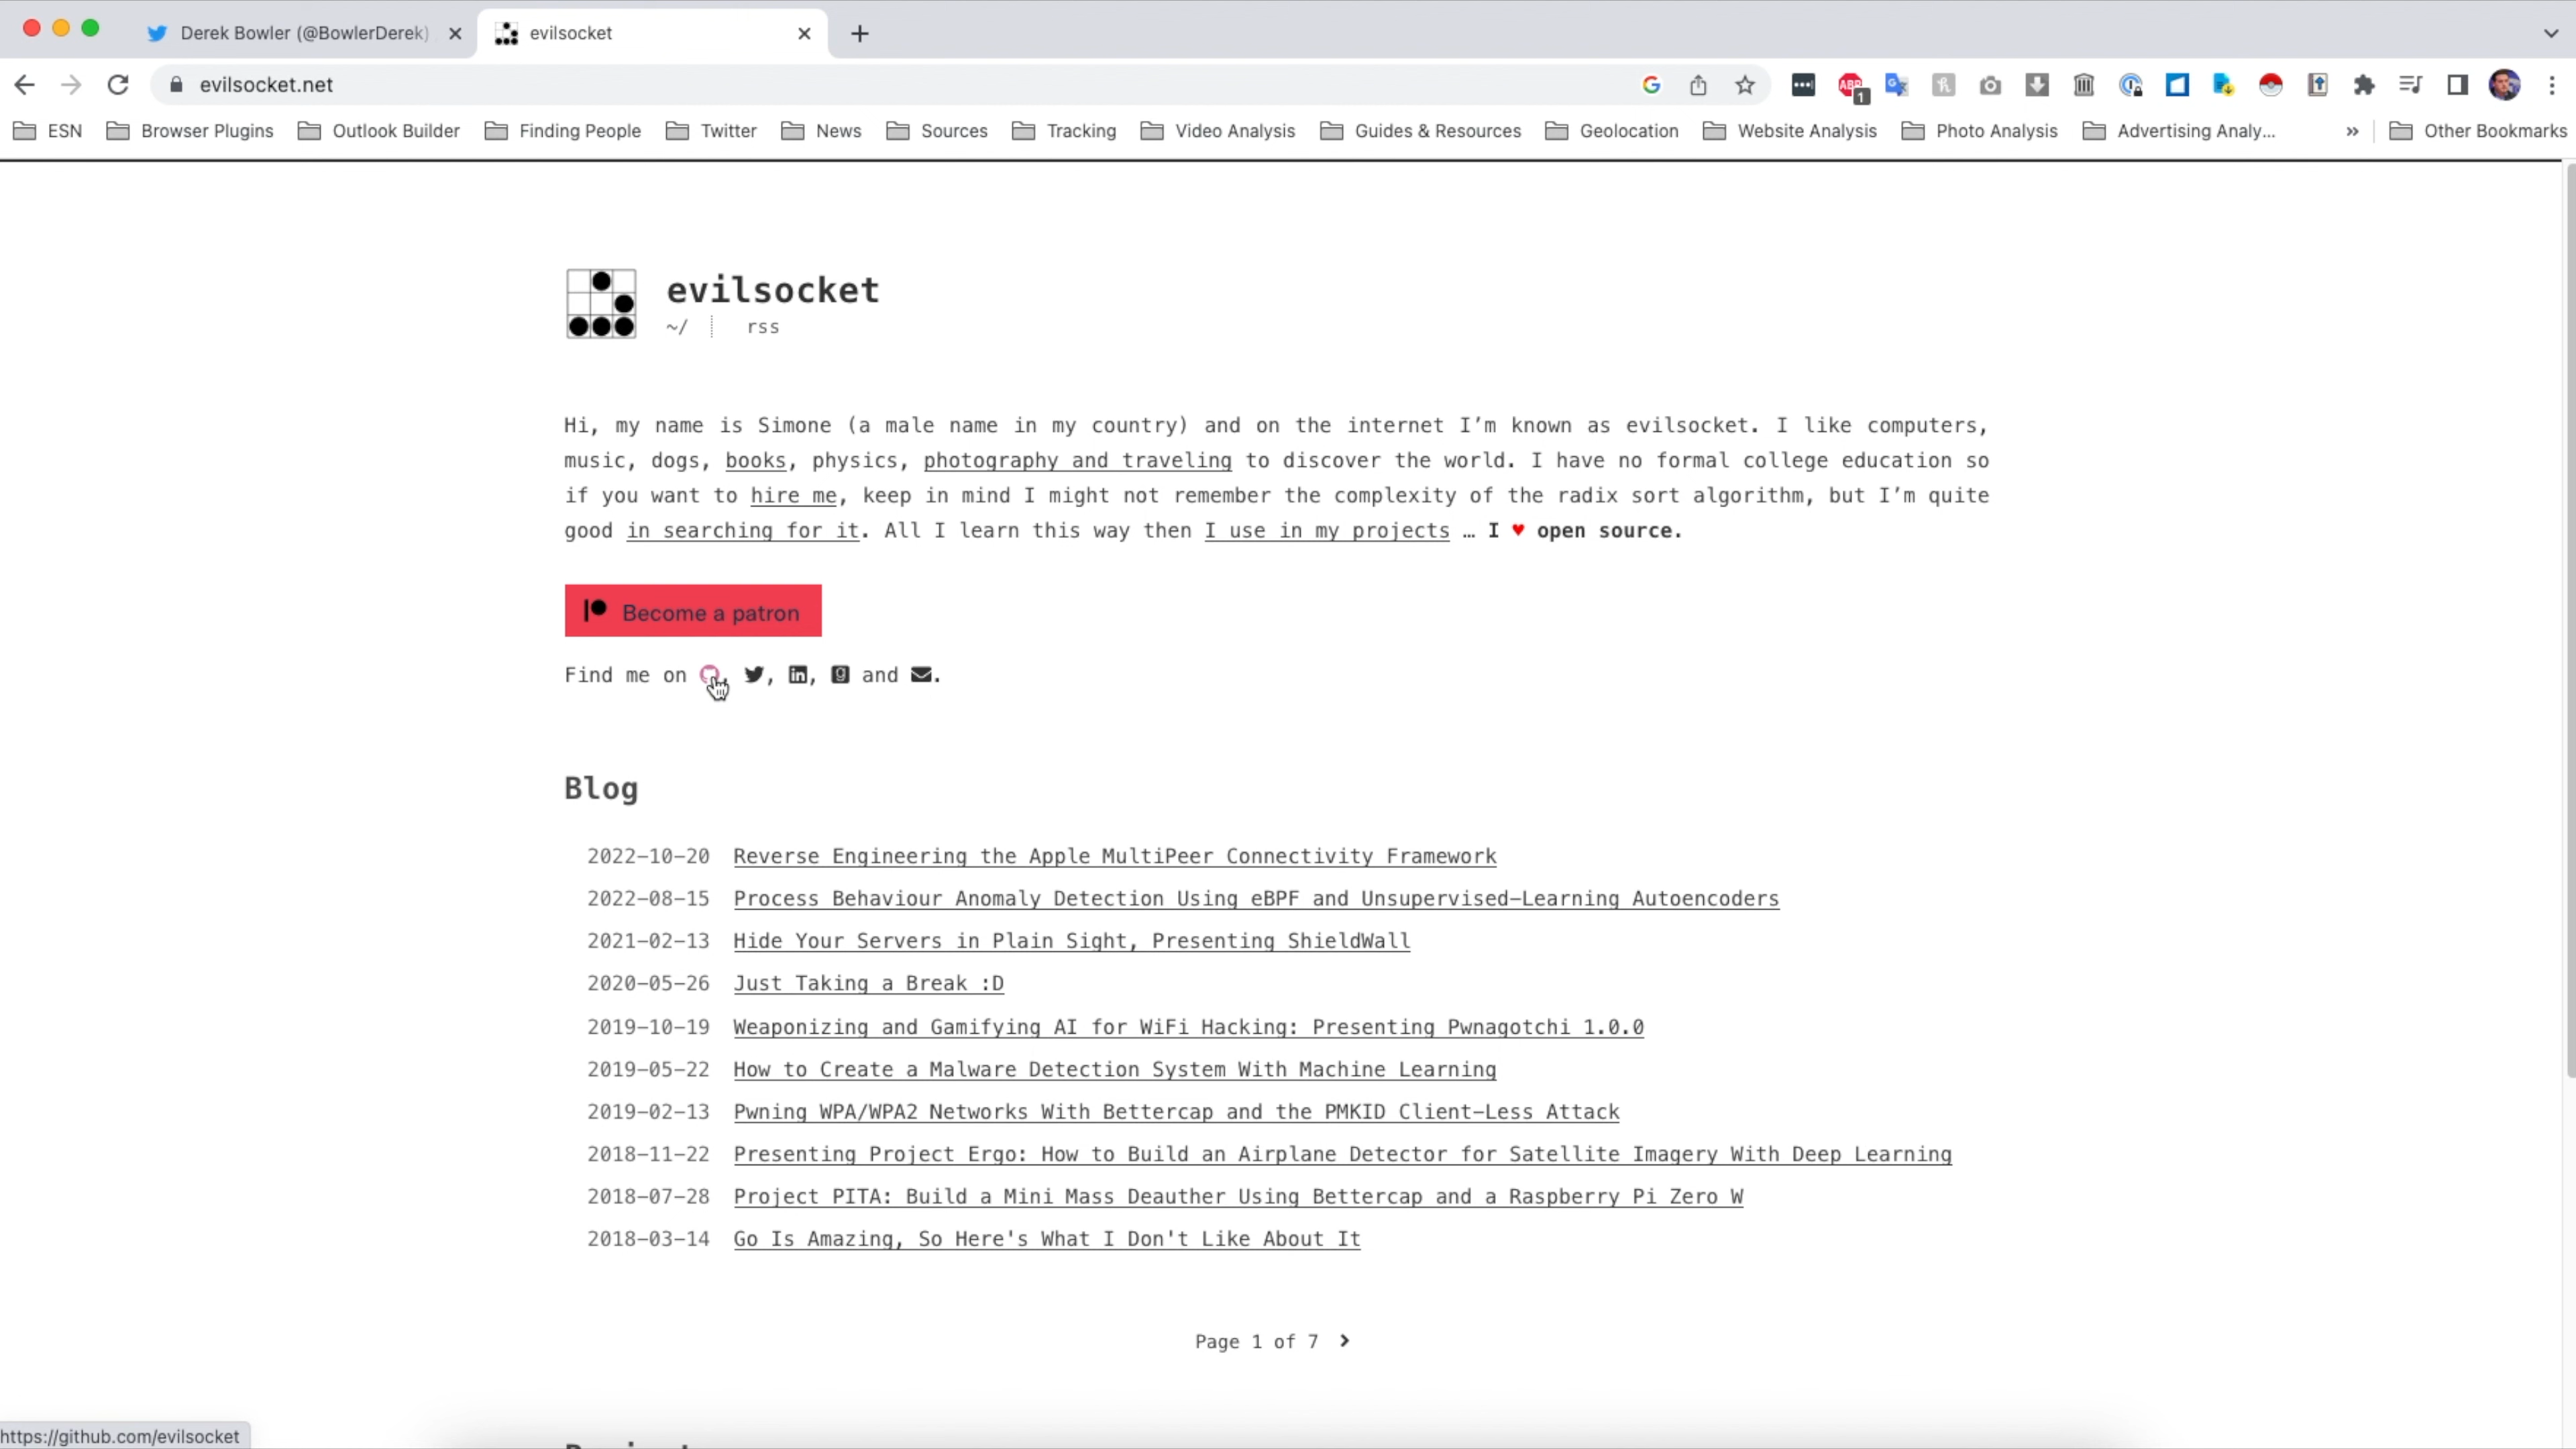 Derek Bowler (@BowlerDerek)
evilsocket
evilsocket.net
ABP 1
ESN Browser Plugins Outlook Builder Finding People Twitter News Sources Tracking Video Analysis Guides & Resources Geolocation Website Analysis Photo Analysis Advertising Analy... » Other Bookmarks
evilsocket
~/ rss
Hi, my name is Simone (a male name in my country) and on the internet I’m known as evilsocket. I like computers,
music, dogs, books, physics, photography and traveling to discover the world. I have no formal college education so
if you want to hire me, keep in mind I might not remember the complexity of the radix sort algorithm, but I’m quite
good in searching for it. All I learn this way then I use in my projects … I ♥ open source.
Become a patron
Find me on , , , and .
Blog
2022-10-20 Reverse Engineering the Apple MultiPeer Connectivity Framework
2022-08-15 Process Behaviour Anomaly Detection Using eBPF and Unsupervised-Learning Autoencoders
2021-02-13 Hide Your Servers in Plain Sight, Presenting ShieldWall
2020-05-26 Just Taking a Break :D
2019-10-19 Weaponizing and Gamifying AI for WiFi Hacking: Presenting Pwnagotchi 1.0.0
2019-05-22 How to Create a Malware Detection System With Machine Learning
2019-02-13 Pwning WPA/WPA2 Networks With Bettercap and the PMKID Client-Less Attack
2018-11-22 Presenting Project Ergo: How to Build an Airplane Detector for Satellite Imagery With Deep Learning
2018-07-28 Project PITA: Build a Mini Mass Deauther Using Bettercap and a Raspberry Pi Zero W
2018-03-14 Go Is Amazing, So Here's What I Don't Like About It
Page 1 of 7 >
https://github.com/evilsocket